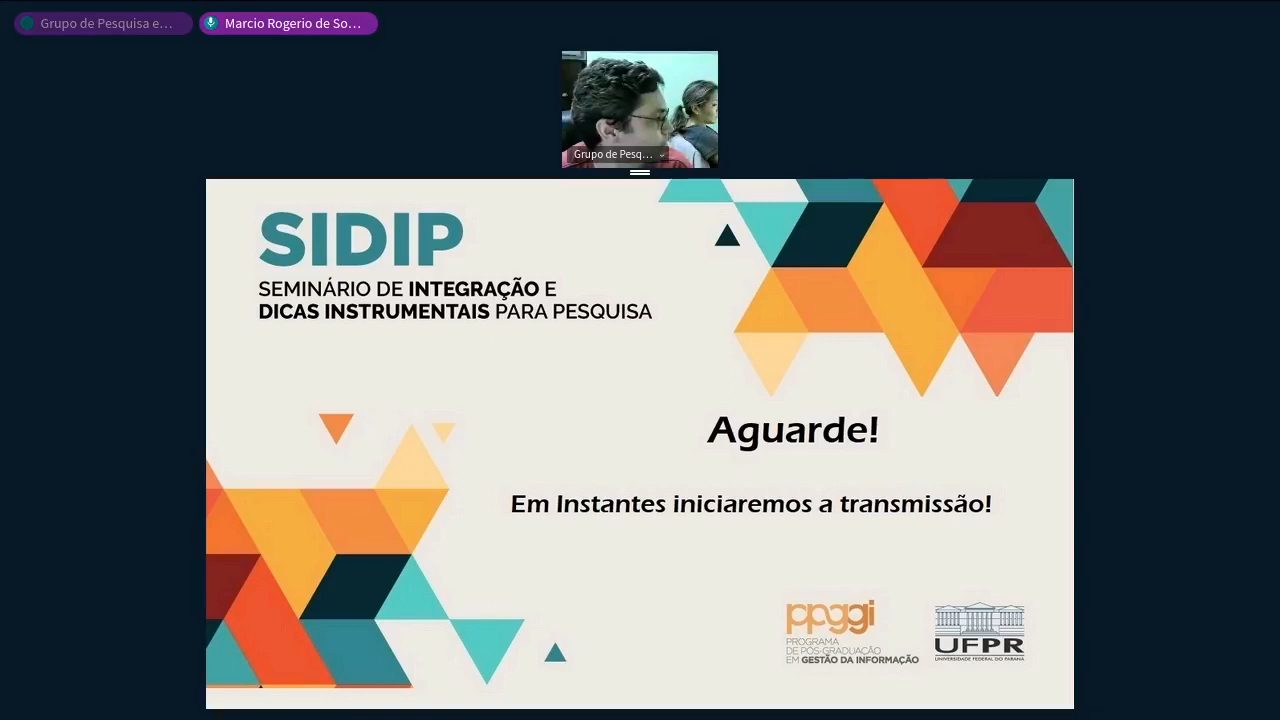 Grupo de Pesquisa e...
Marcio Rogerio de So...
Grupo de Pesq...
SIDIP
SEMINÁRIO DE INTEGRAÇÃO E
DICAS INSTRUMENTAIS PARA PESQUISA
Aguarde!
Em Instantes iniciaremos a transmissão!
ppggi
PROGRAMA
DE PÓS-GRADUAÇÃO
EM GESTÃO DA INFORMAÇÃO
UFPR
UNIVERSIDADE FEDERAL DO PARANÁ